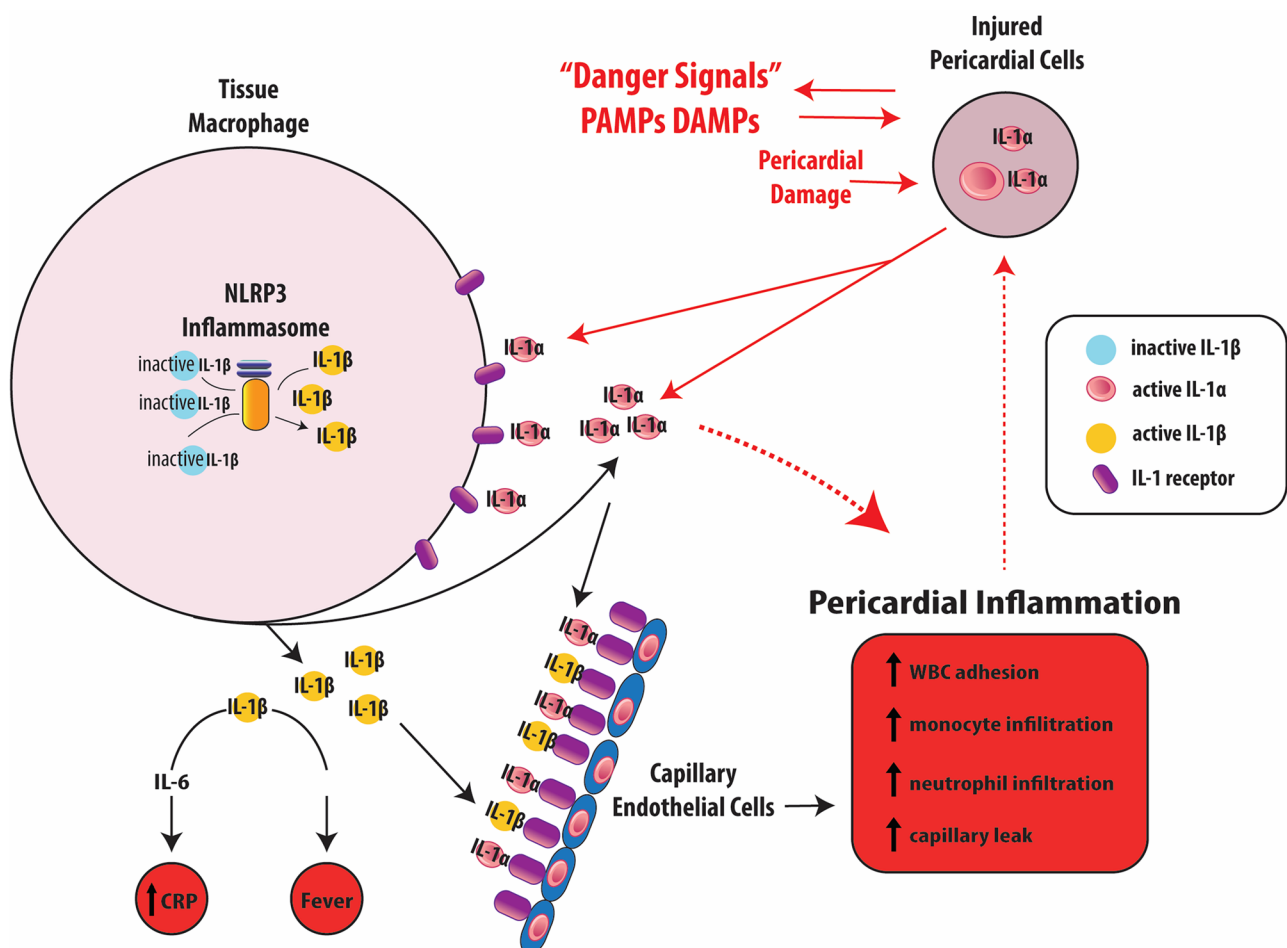 Injured
Pericardial Cells
"Danger Signals"
PAMPs DAMPs
Pericardial
Damage
IL-1α
IL-1α
Tissue
Macrophage
NLRP3
Inflammasome
inactive IL-1β
inactive IL-1β
inactive IL-1β
IL-1β
IL-1β
IL-1β
IL-1α
IL-1α
IL-1α
IL-1α
IL-1α
IL-1α
inactive IL-1β
active IL-1α
active IL-1β
IL-1 receptor
IL-1β
IL-1β
IL-1β
IL-1β
IL-6
CRP
Fever
IL-1α
IL-1β
IL-1α
IL-1β
IL-1α
IL-1β
IL-1α
Capillary
Endothelial Cells
Pericardial Inflammation
WBC adhesion
monocyte infilitration
neutrophil infiltration
capillary leak